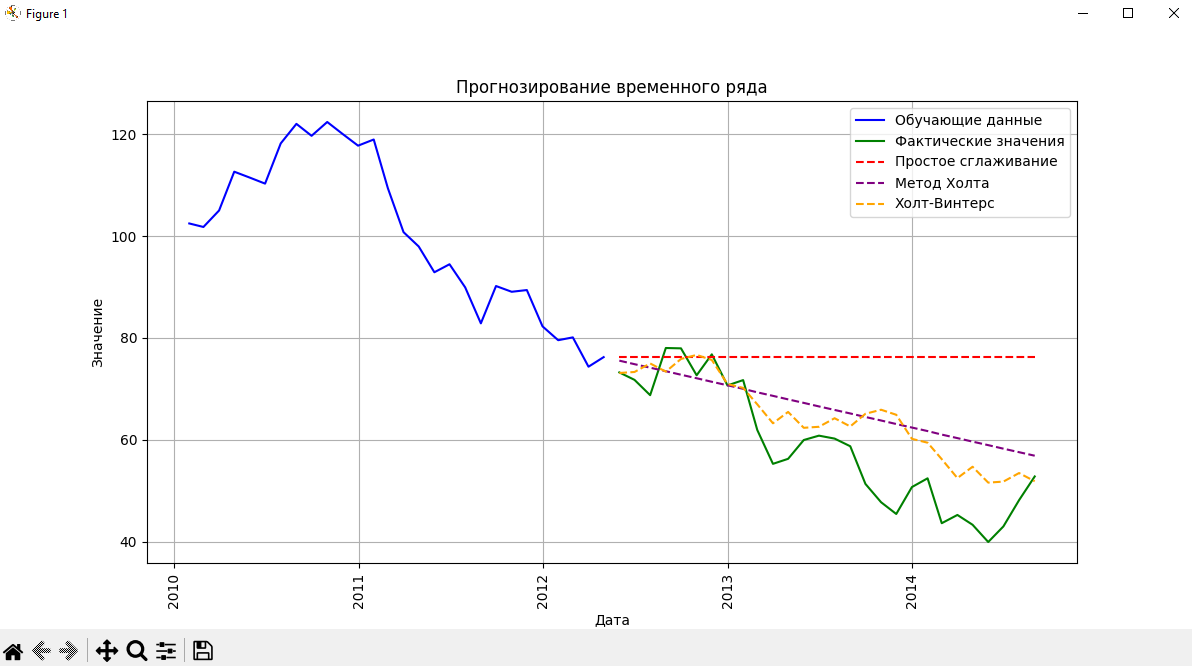 Figure 1
Прогнозирование временного ряда
Обучающие данные
Фактические значения
Простое сглаживание
Метод Холта
Холт-Винтерс
Значение
120
100
80
60
40
2010
2011
2012
2013
2014
Дата